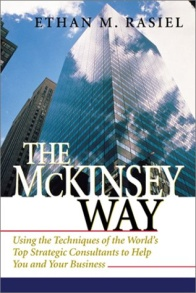 ETHAN M. RASIEL
THE
McKINSEY
WAY
Using the Techniques of the World's
Top Strategic Consultants to Help
You and Your Business